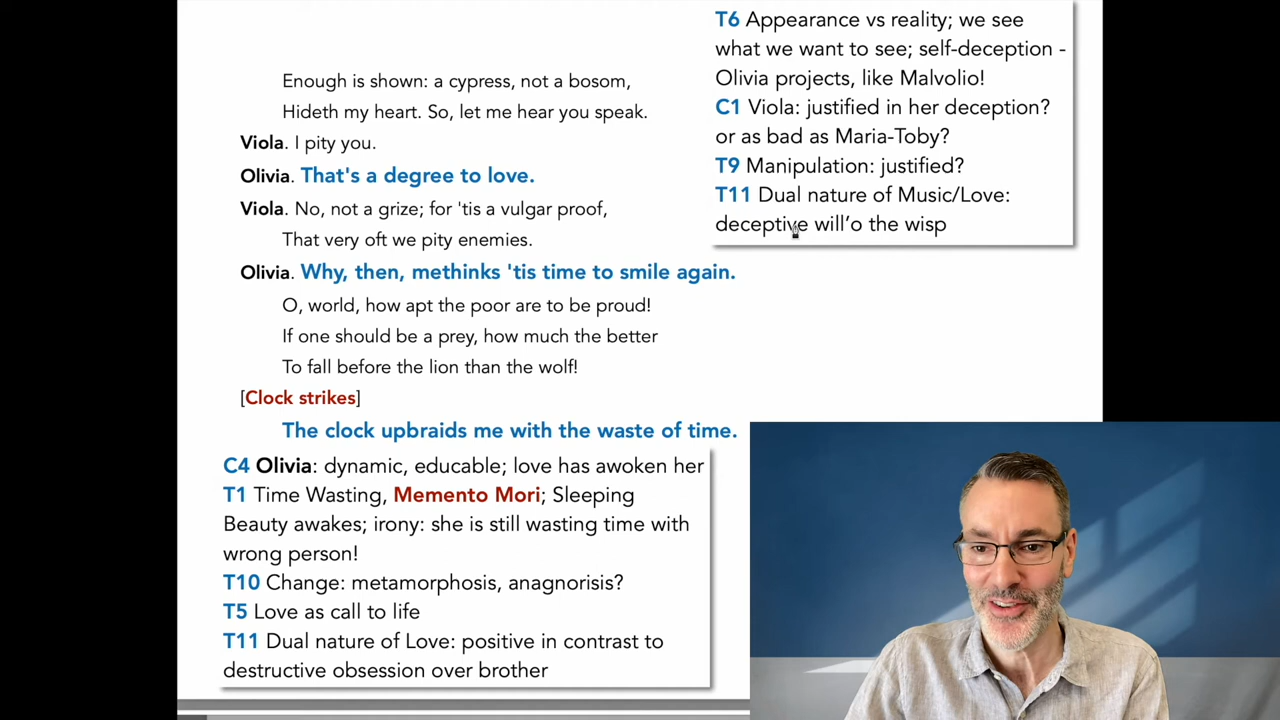 T6 Appearance vs reality; we see
what we want to see; self-deception -
Olivia projects, like Malvolio!
C1 Viola: justified in her deception?
or as bad as Maria-Toby?
T9 Manipulation: justified?
T11 Dual nature of Music/Love:
deceptive will’o the wisp
Enough is shown: a cypress, not a bosom,
Hideth my heart. So, let me hear you speak.
Viola. I pity you.
Olivia. That's a degree to love.
Viola. No, not a grize; for 'tis a vulgar proof,
That very oft we pity enemies.
Olivia. Why, then, methinks 'tis time to smile again.
O, world, how apt the poor are to be proud!
If one should be a prey, how much the better
To fall before the lion than the wolf!
[Clock strikes]
The clock upbraids me with the waste of time.
C4 Olivia: dynamic, educable; love has awoken her
T1 Time Wasting, Memento Mori; Sleeping
Beauty awakes; irony: she is still wasting time with
wrong person!
T10 Change: metamorphosis, anagnorisis?
T5 Love as call to life
T11 Dual nature of Love: positive in contrast to
destructive obsession over brother